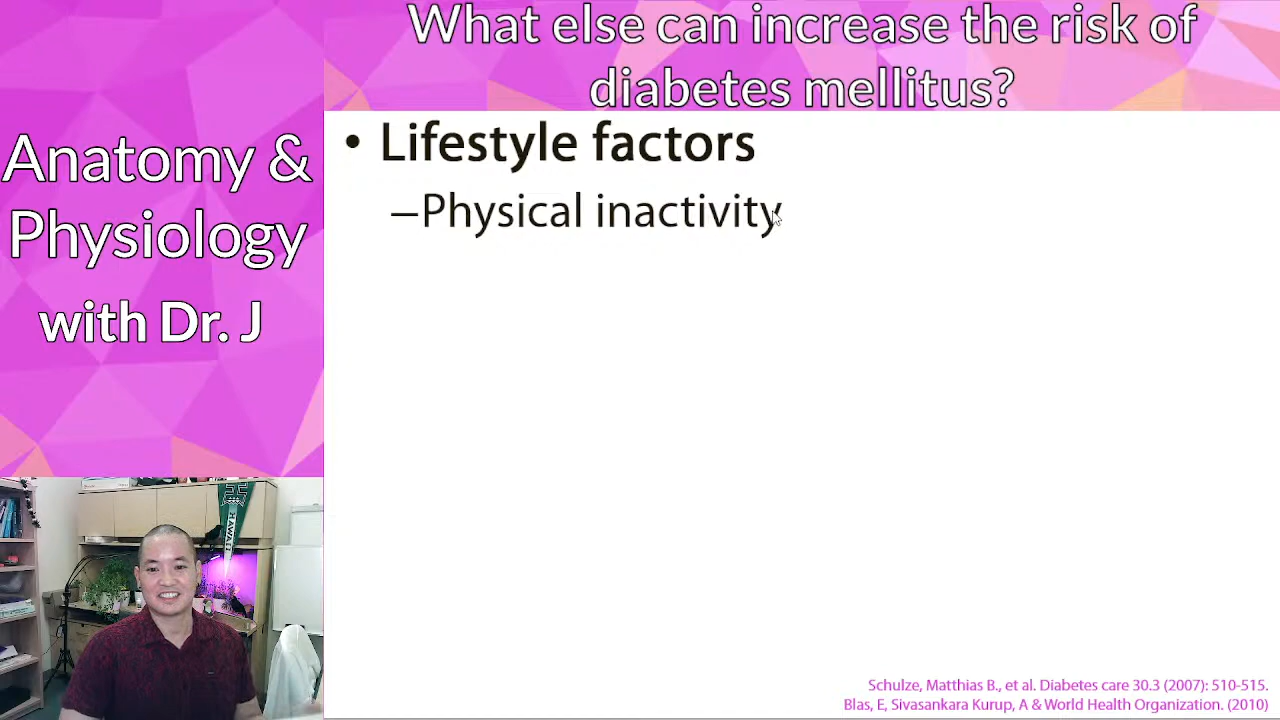 What else can increase the risk of
diabetes mellitus?
Anatomy &
Physiology
with Dr. J
• Lifestyle factors
–Physical inactivity
H
HAWAI'I
Schulze, Matthias B., et al. Diabetes care 30.3 (2007): 510-515.
Blas, E, Sivasankara Kurup, A & World Health Organization. (2010)